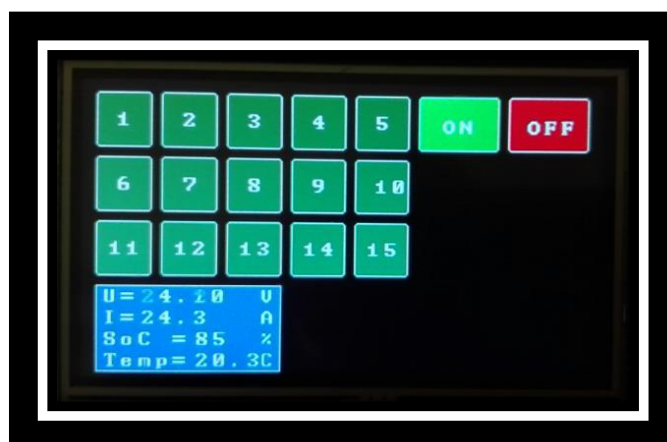 1 2 3 4 5 ON OFF
6 7 8 9 10
11 12 13 14 15
U=24.20 V
I=24.3 A
SoC =85 %
Temp=20.3C